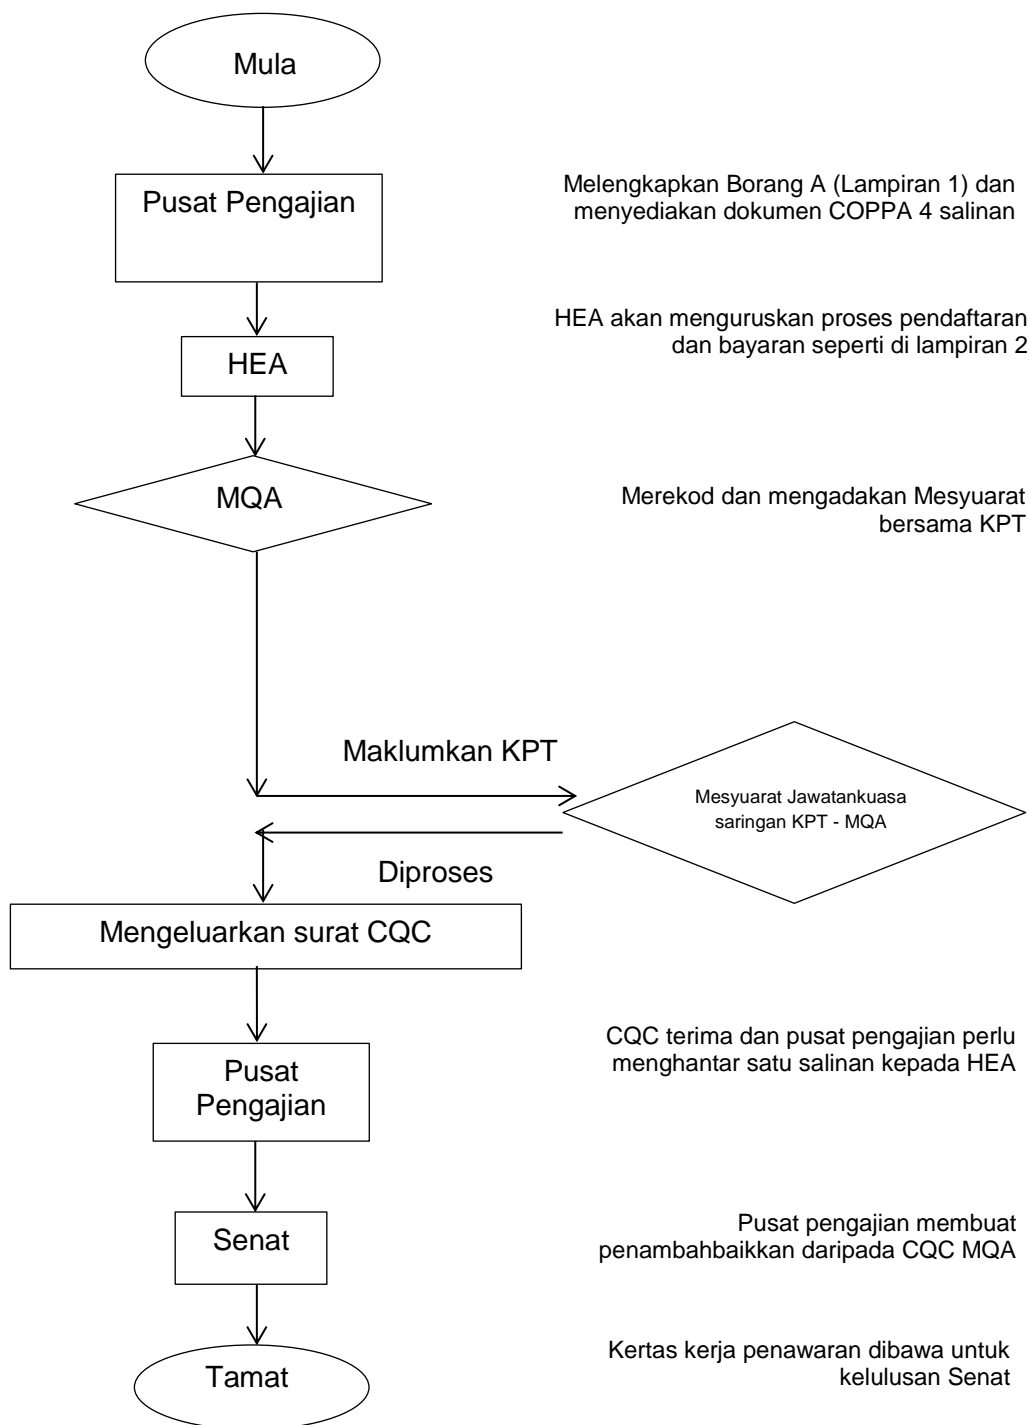 Mula
Pusat Pengajian
Melengkapkan Borang A (Lampiran 1) dan
menyediakan dokumen COPPA 4 salinan
HEA
HEA akan menguruskan proses pendaftaran
dan bayaran seperti di lampiran 2
MQA
Merekod dan mengadakan Mesyuarat
bersama KPT
Maklumkan KPT
Mesyuarat Jawatankuasa
saringan KPT - MQA
Diproses
Mengeluarkan surat CQC
Pusat
Pengajian
CQC terima dan pusat pengajian perlu
menghantar satu salinan kepada HEA
Senat
Pusat pengajian membuat
penambahbaikkan daripada CQC MQA
Tamat
Kertas kerja penawaran dibawa untuk
kelulusan Senat